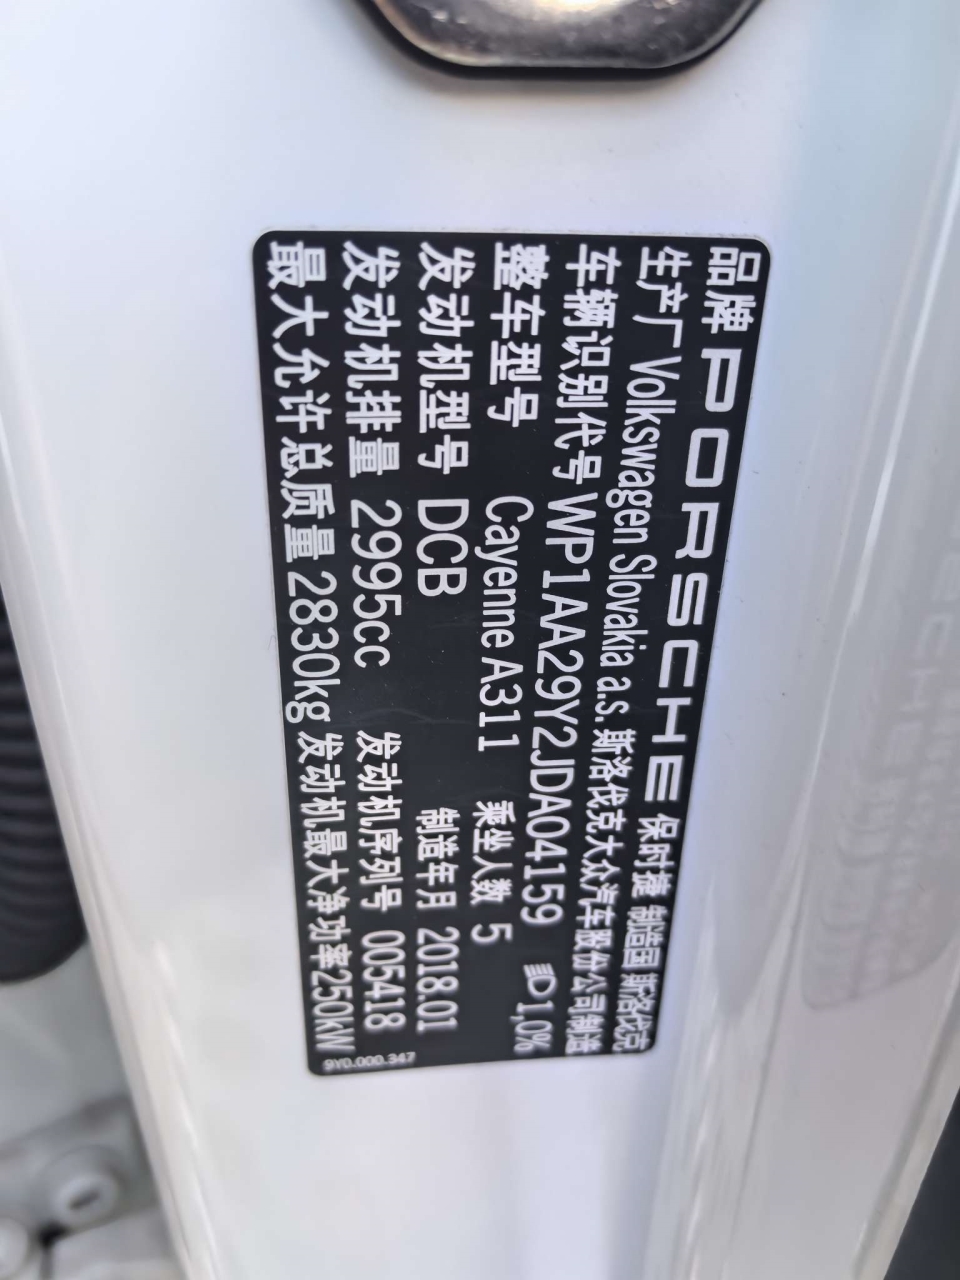 品牌 PORSCHE 保时捷 制造国 斯洛伐克
生产厂 Volkswagen Slovakia a.s. 斯洛伐克大众汽车股份公司制造
车辆识别代号 WP1AA29Y2JDA04159 1,0%
整车型号 Cayenne A311 乘坐人数 5
发动机型号 DCB 制造年月 2018.01
发动机排量 2995cc 发动机序列号 005418
最大允许总质量 2830kg 发动机最大净功率 250kW
9Y0.000.347